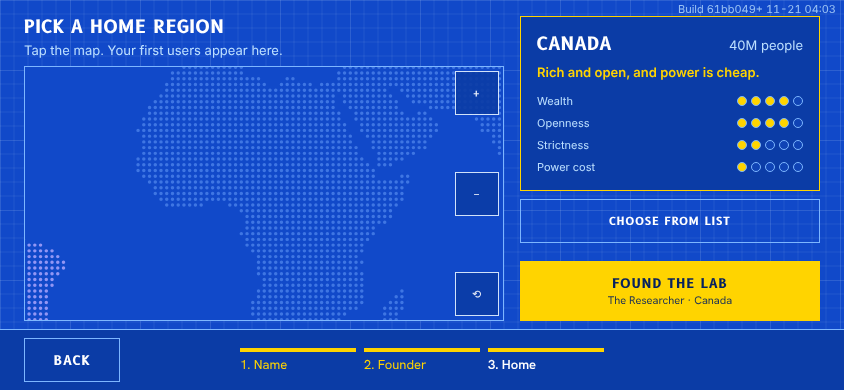 Build 61bb049+ 11-21 04:03
PICK A HOME REGION
Tap the map. Your first users appear here.
+
−
⟲
CANADA
40M people
Rich and open, and power is cheap.
Wealth
Openness
Strictness
Power cost
CHOOSE FROM LIST
FOUND THE LAB
The Researcher · Canada
BACK
1. Name
2. Founder
3. Home